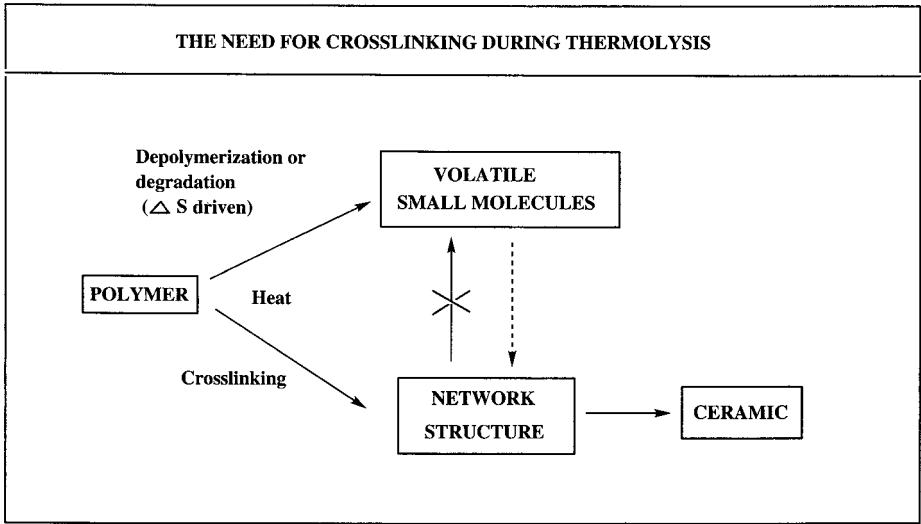 THE NEED FOR CROSSLINKING DURING THERMOLYSIS
Depolymerization or
degradation
(△ S driven)
VOLATILE
SMALL MOLECULES
POLYMER
Heat
Crosslinking
NETWORK
STRUCTURE
CERAMIC